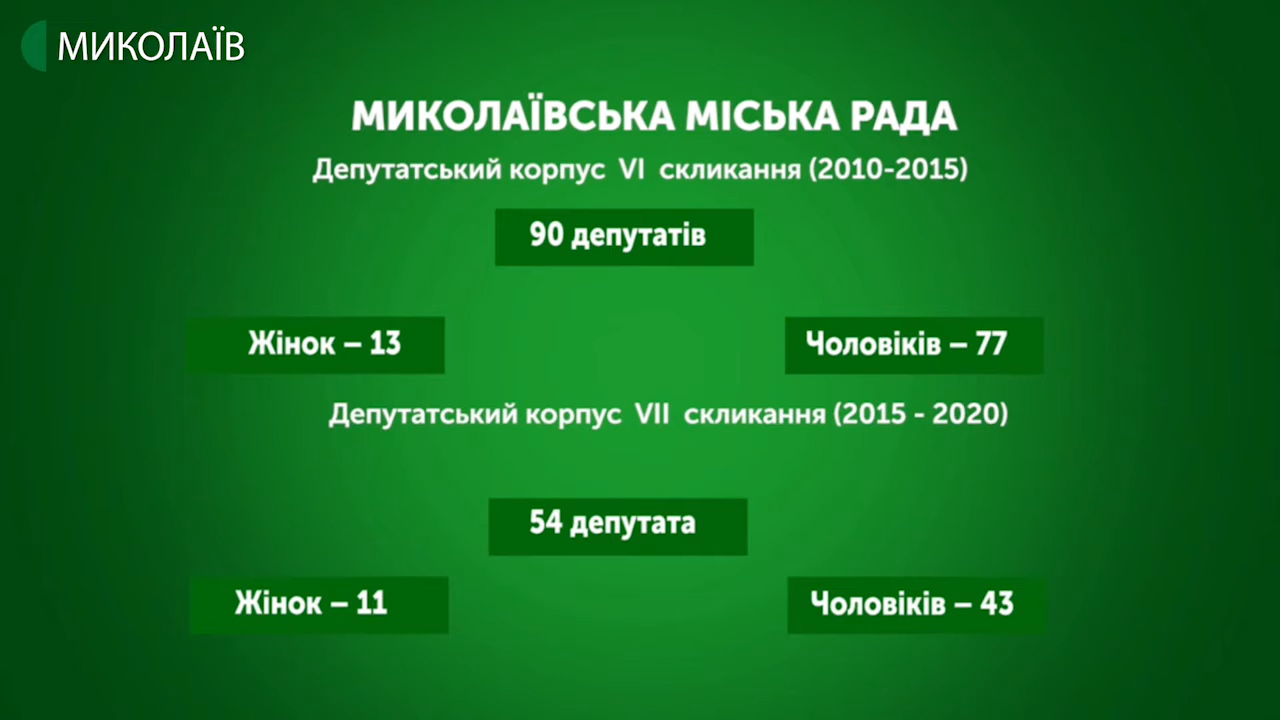 МИКОЛАЇВ
МИКОЛАЇВСЬКА МІСЬКА РАДА
Депутатський корпус VI скликання (2010-2015)
90 депутатів
Жінок – 13
Чоловіків – 77
Депутатський корпус VII скликання (2015 - 2020)
54 депутата
Жінок – 11
Чоловіків – 43